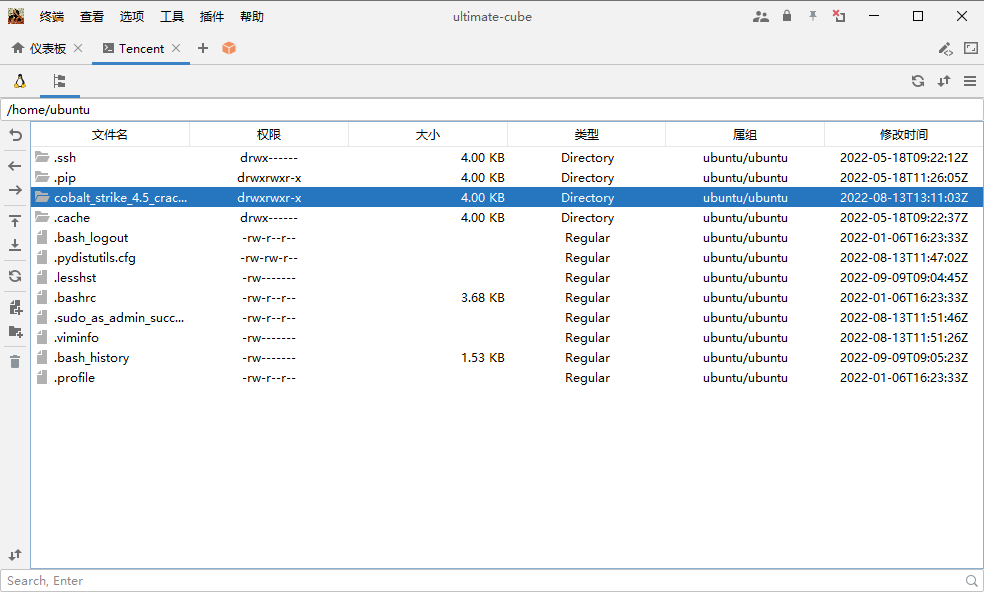 终端 查看 选项 工具 插件 帮助 ultimate-cube
仪表板 Tencent
/home/ubuntu
文件名 权限 大小 类型 属组 修改时间
.ssh drwx------ 4.00 KB Directory ubuntu/ubuntu 2022-05-18T09:22:12Z
.pip drwxrwxr-x 4.00 KB Directory ubuntu/ubuntu 2022-05-18T11:26:05Z
cobalt_strike_4.5_crac... drwxrwxr-x 4.00 KB Directory ubuntu/ubuntu 2022-08-13T13:11:03Z
.cache drwx------ 4.00 KB Directory ubuntu/ubuntu 2022-05-18T09:22:37Z
.bash_logout -rw-r--r-- Regular ubuntu/ubuntu 2022-01-06T16:23:33Z
.pydistutils.cfg -rw-rw-r-- Regular ubuntu/ubuntu 2022-08-13T11:47:02Z
.lesshst -rw------- Regular ubuntu/ubuntu 2022-09-09T09:04:45Z
.bashrc -rw-r--r-- 3.68 KB Regular ubuntu/ubuntu 2022-01-06T16:23:33Z
.sudo_as_admin_succ... -rw-r--r-- Regular ubuntu/ubuntu 2022-08-13T11:51:46Z
.viminfo -rw------- Regular ubuntu/ubuntu 2022-08-13T11:51:26Z
.bash_history -rw------- 1.53 KB Regular ubuntu/ubuntu 2022-09-09T09:05:23Z
.profile -rw-r--r-- Regular ubuntu/ubuntu 2022-01-06T16:23:33Z
Search, Enter